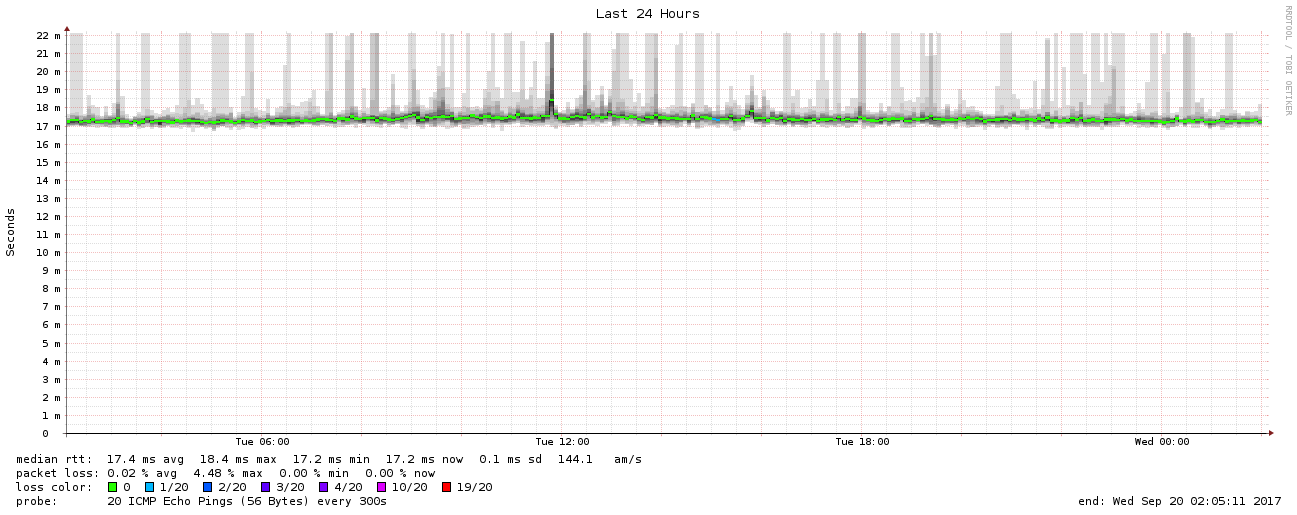 Last 24 Hours
RRDTOOL / TOBI OETIKER
Seconds
22 m
21 m
20 m
19 m
18 m
17 m
16 m
15 m
14 m
13 m
12 m
11 m
10 m
9 m
8 m
7 m
6 m
5 m
4 m
3 m
2 m
1 m
0
Tue 06:00 Tue 12:00 Tue 18:00 Wed 00:00
median rtt: 17.4 ms avg 18.4 ms max 17.2 ms min 17.2 ms now 0.1 ms sd 144.1 am/s
packet loss: 0.02 % avg 4.48 % max 0.00 % min 0.00 % now
loss color: 0 1/20 2/20 3/20 4/20 10/20 19/20
probe: 20 ICMP Echo Pings (56 Bytes) every 300s end: Wed Sep 20 02:05:11 2017